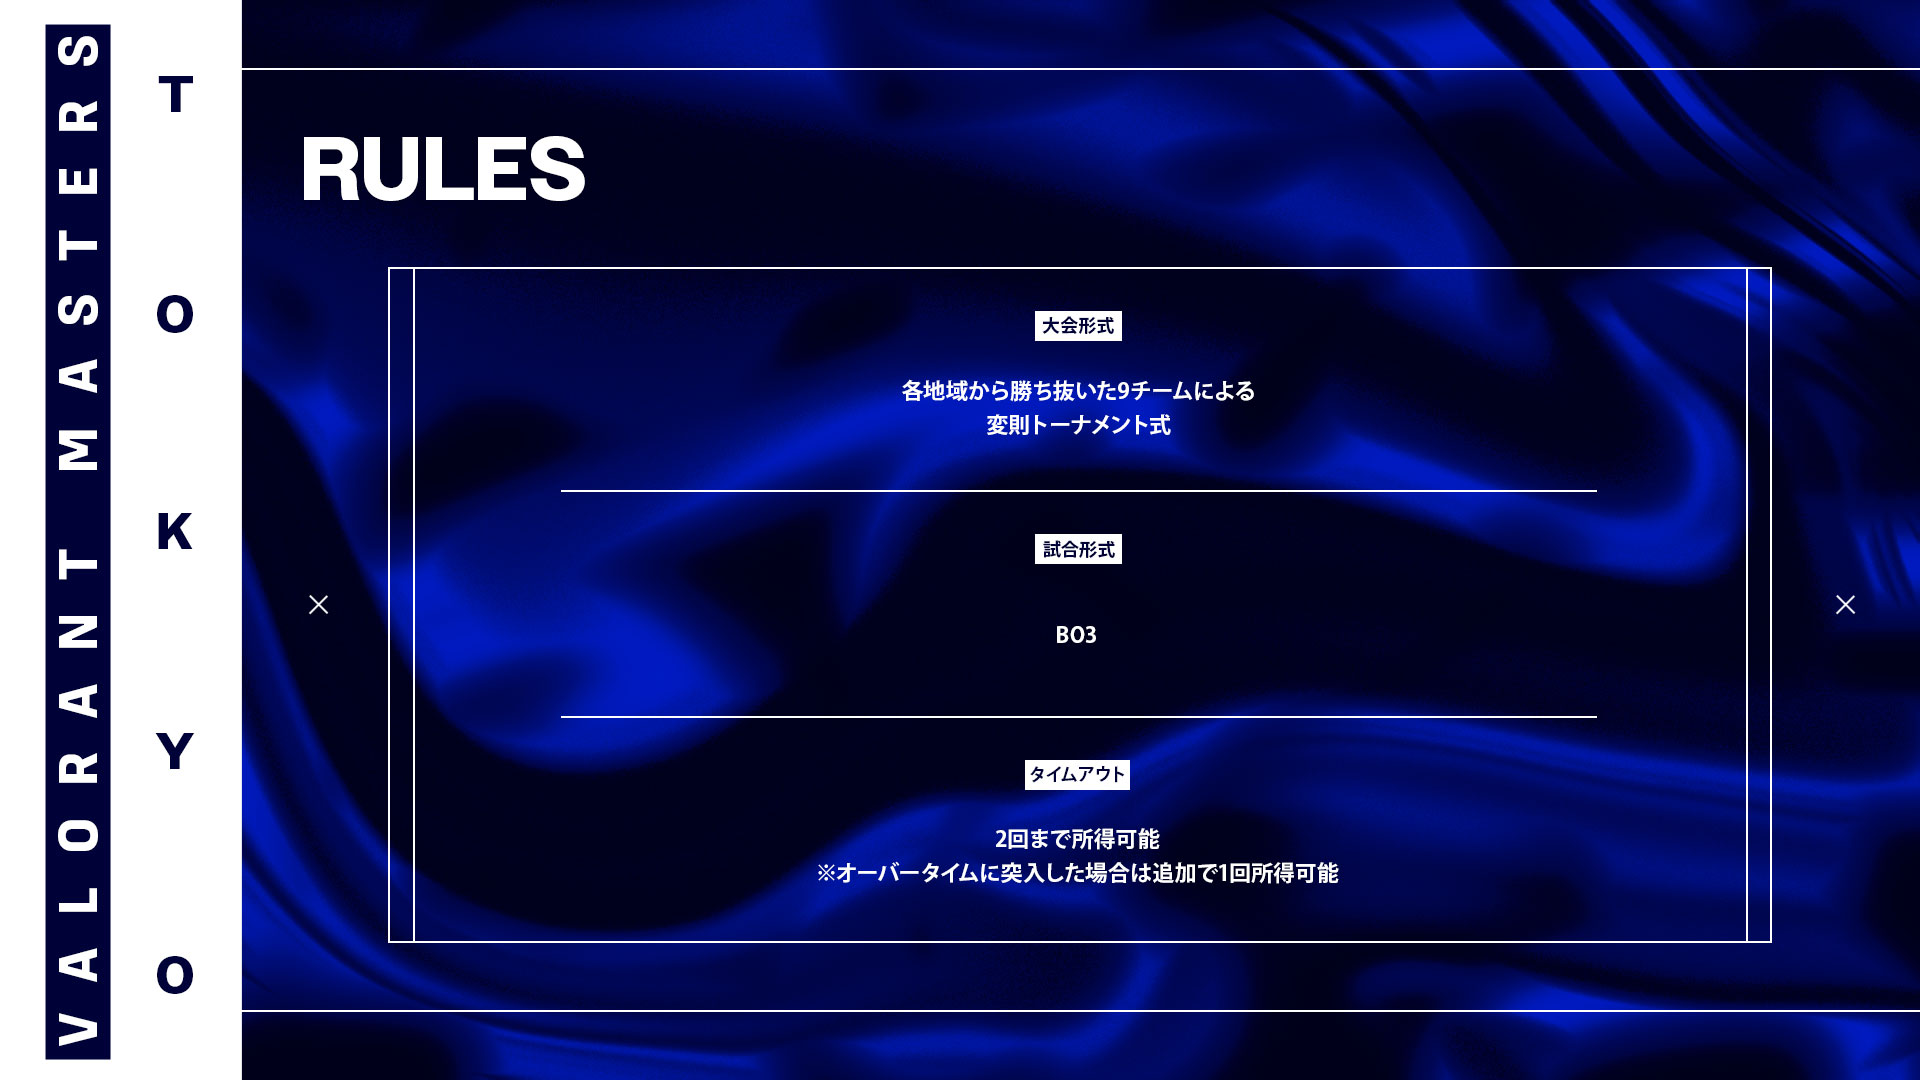 VALORANT MASTERS
TOKYO
RULES
大会形式
各地域から勝ち抜いた9チームによる
変則トーナメント式
試合形式
BO3
タイムアウト
2回まで所得可能
※オーバータイムに突入した場合は追加で1回所得可能